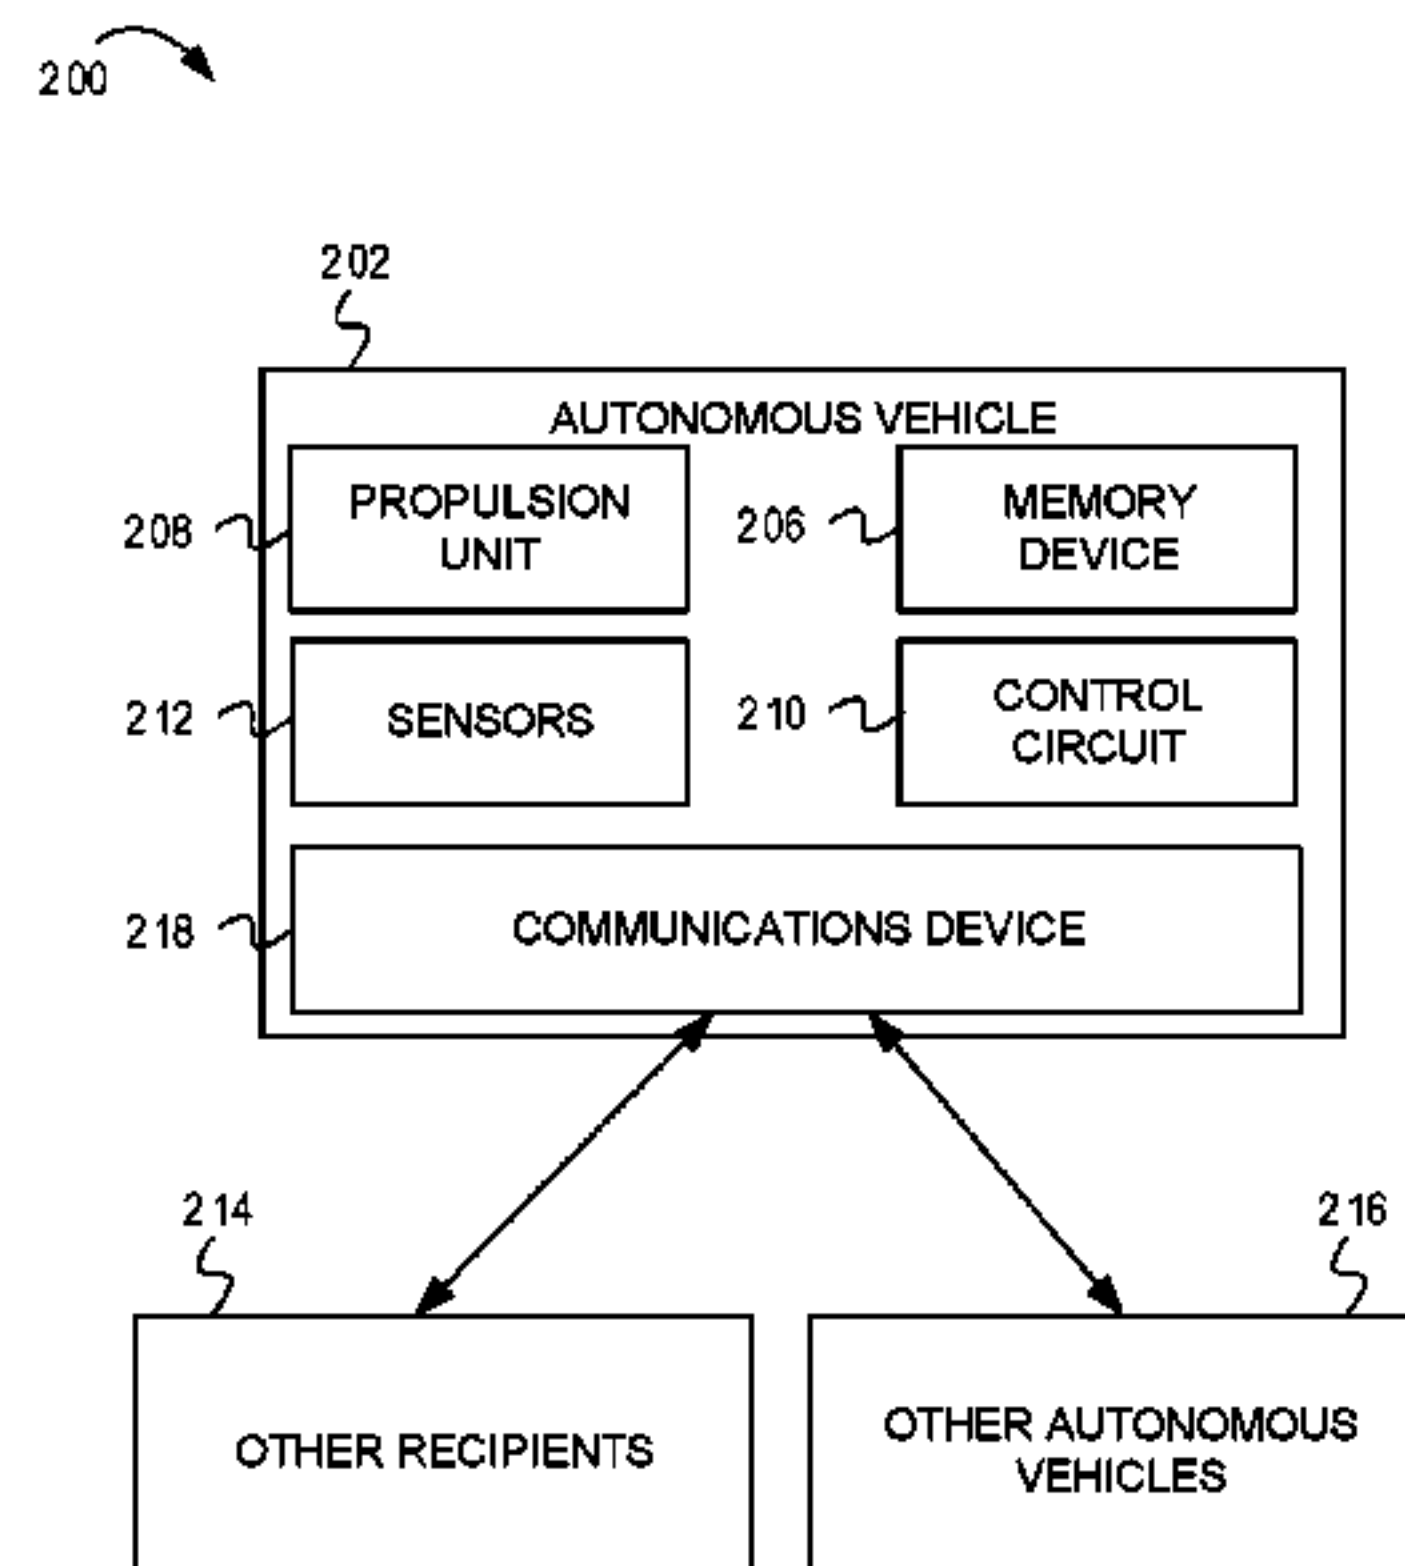 200
202
AUTONOMOUS VEHICLE
PROPULSION
UNIT
208
206
MEMORY
DEVICE
212
SENSORS
210
CONTROL
CIRCUIT
218
COMMUNICATIONS DEVICE
214
216
OTHER RECIPIENTS
OTHER AUTONOMOUS
VEHICLES